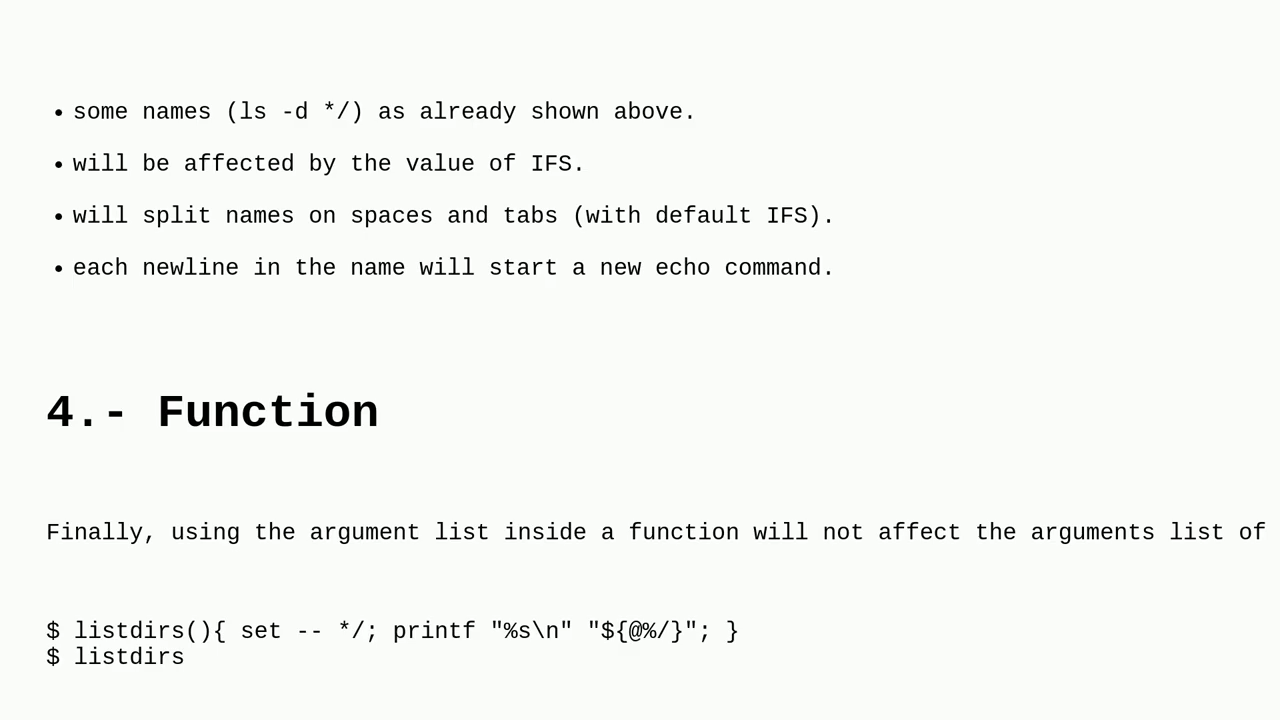 • some names (ls -d */) as already shown above.
• will be affected by the value of IFS.
• will split names on spaces and tabs (with default IFS).
• each newline in the name will start a new echo command.
4.- Function
Finally, using the argument list inside a function will not affect the arguments list of
$ listdirs(){ set -- */; printf "%s\n" "${@%/}"; }
$ listdirs